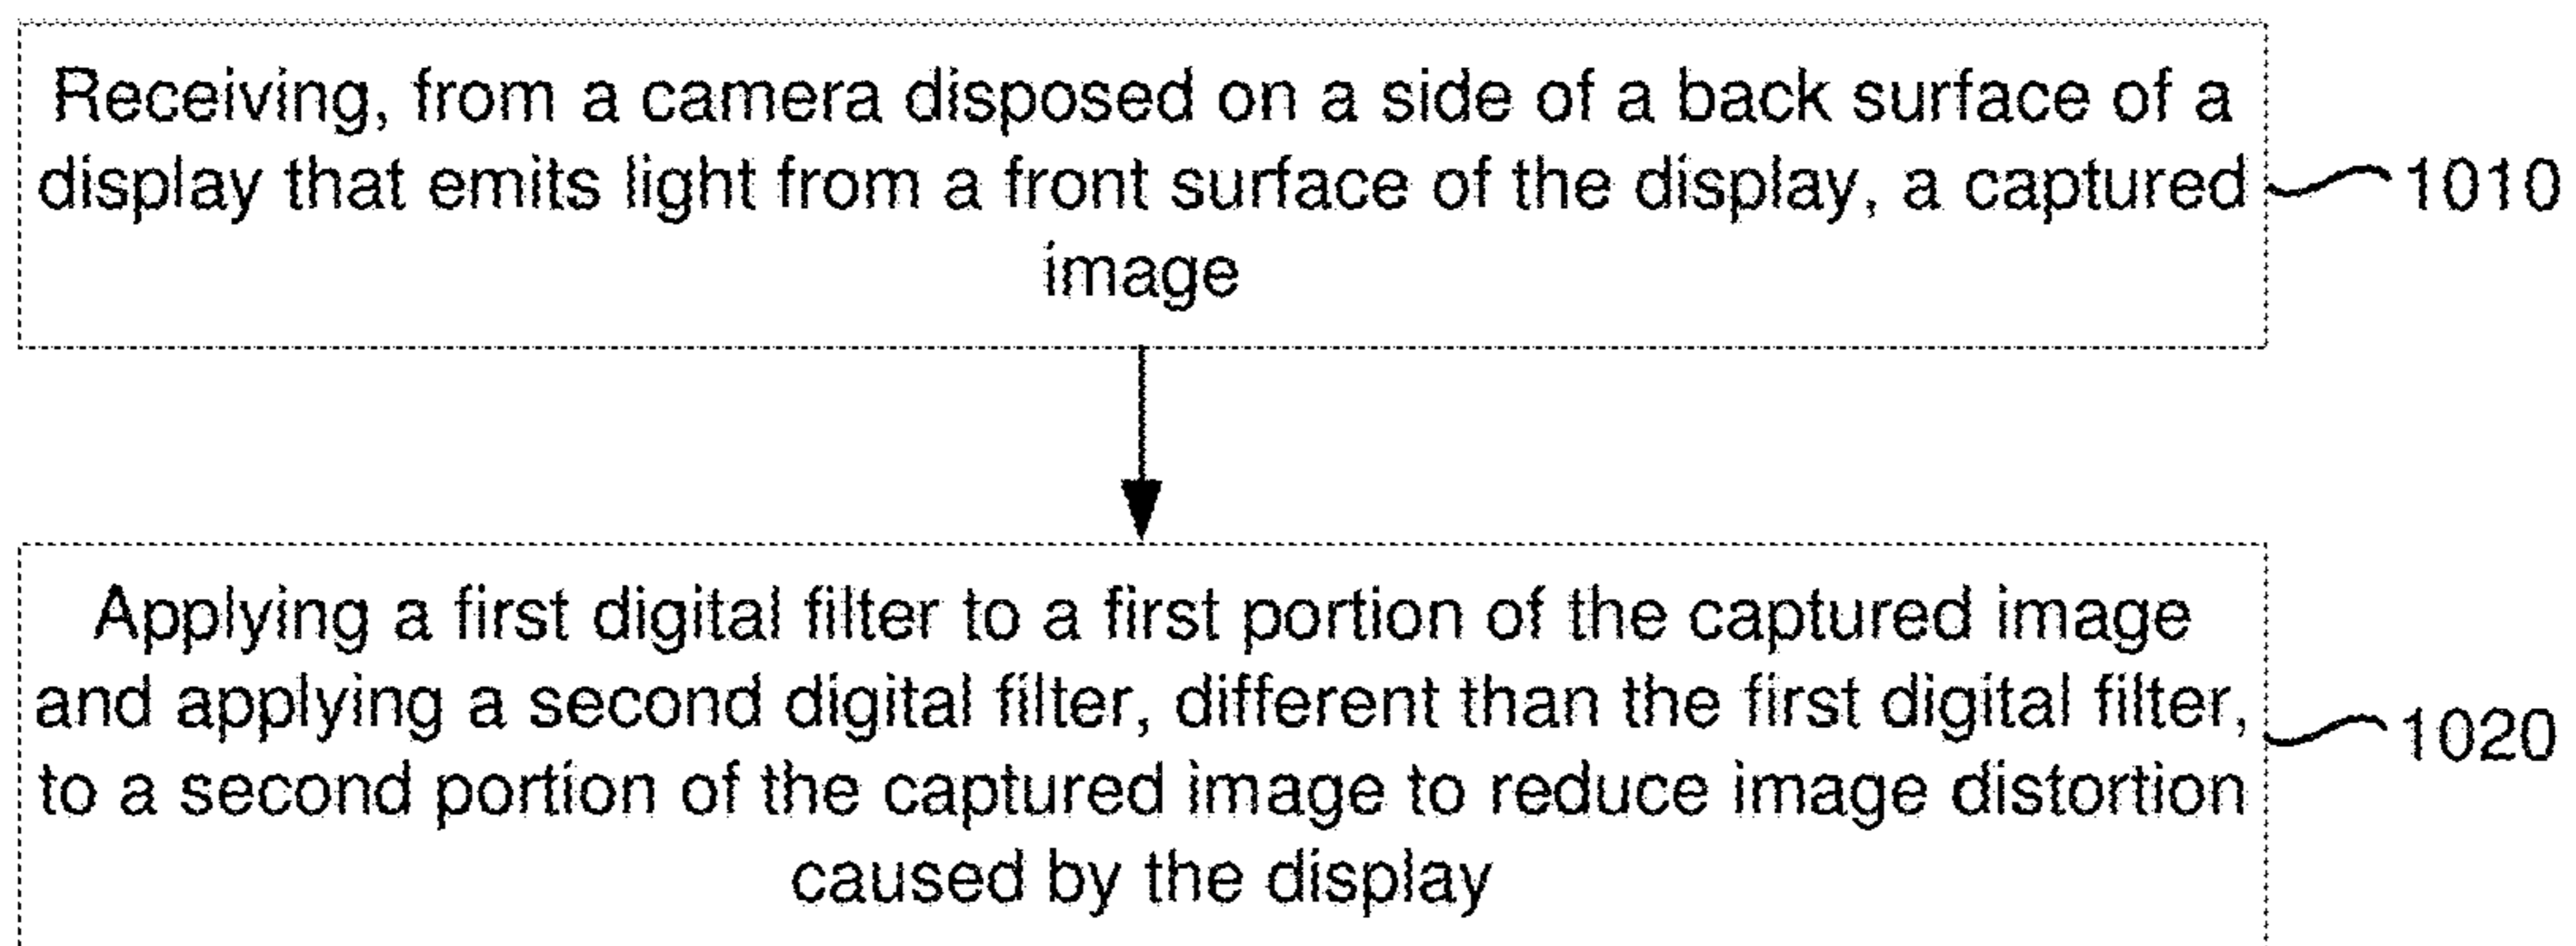 Receiving, from a camera disposed on a side of a back surface of a
display that emits light from a front surface of the display, a captured
image
1010
Applying a first digital filter to a first portion of the captured image
and applying a second digital filter, different than the first digital filter,
to a second portion of the captured image to reduce image distortion
caused by the display
1020